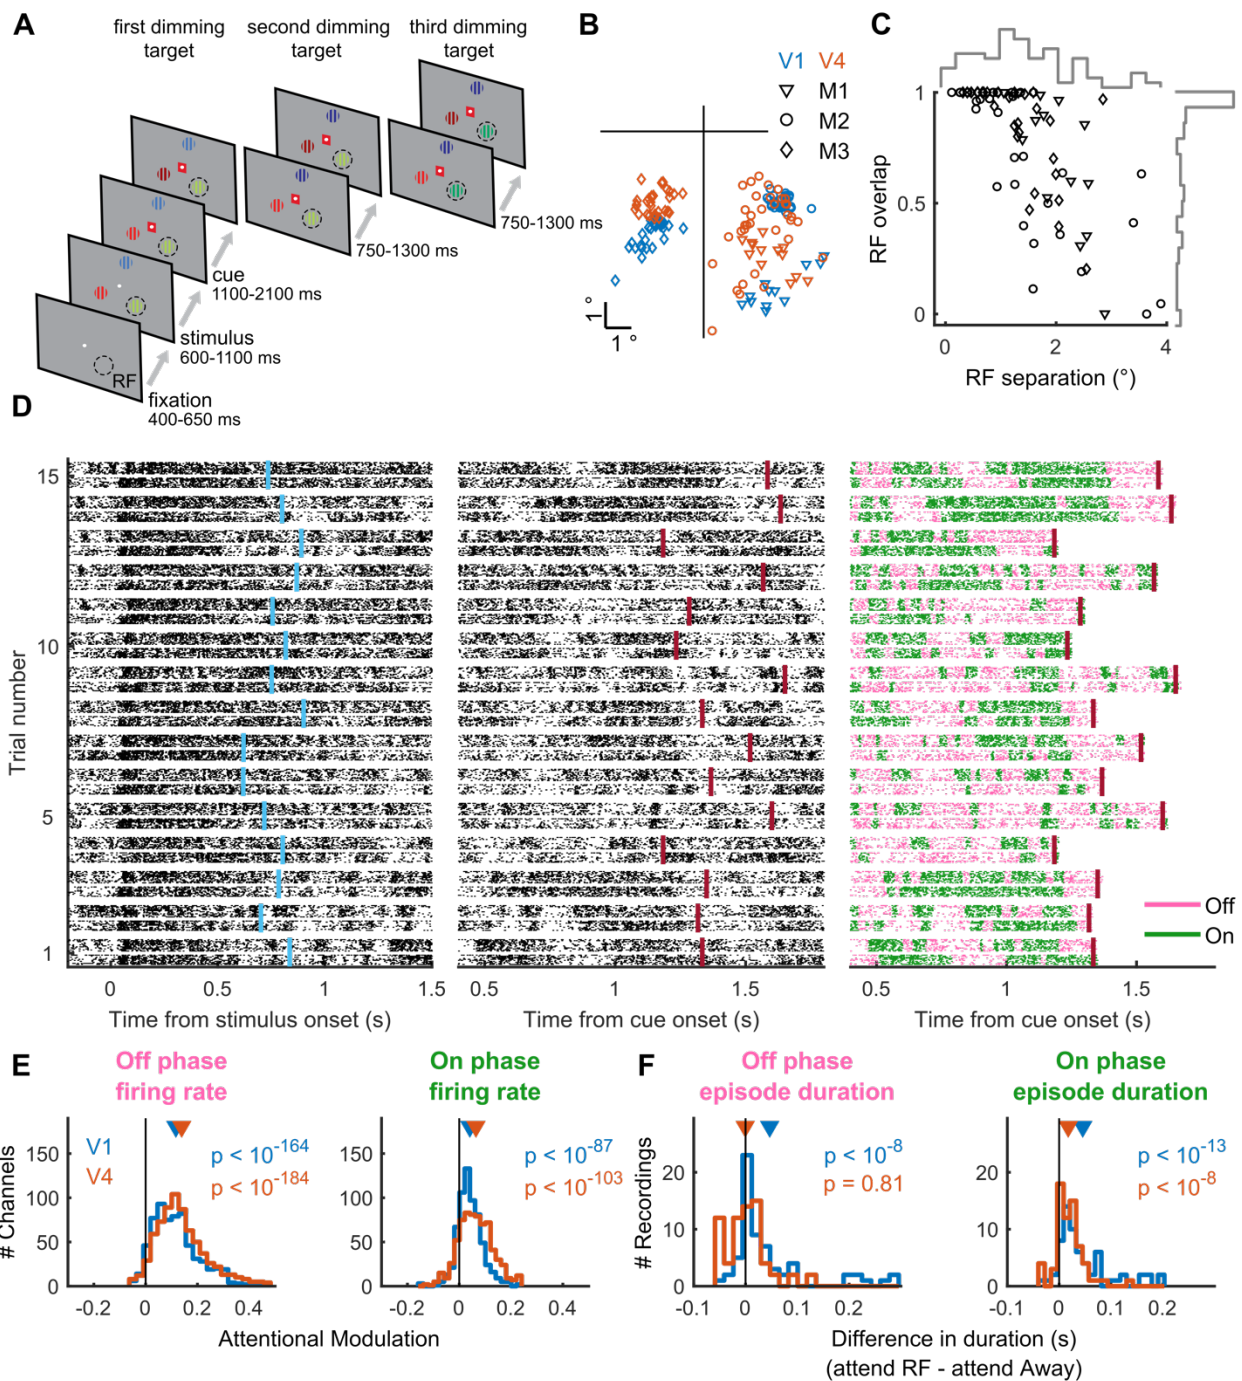 A
first dimming
target
second dimming
target
third dimming
target
750-1300 ms
750-1300 ms
cue
1100-2100 ms
stimulus
600-1100 ms
RF
fixation
400-650 ms
B
V1 V4
M1
M2
M3
1 °
1 °
C
RF overlap
1
0.5
0
0 2 4
RF separation (°)
D
Trial number
15
10
5
1
0 0.5 1 1.5
Time from stimulus onset (s)
0.5 1 1.5
Time from cue onset (s)
Off
On
0.5 1 1.5
Time from cue onset (s)
E
Off phase
firing rate
On phase
firing rate
# Channels
150
100
50
0
V1
V4
p < 10^-164
p < 10^-184
-0.2 0 0.2 0.4
150
100
50
0
p < 10^-87
p < 10^-103
-0.2 0 0.2 0.4
Attentional Modulation
F
Off phase
episode duration
On phase
episode duration
# Recordings
20
10
0
p < 10^-8
p = 0.81
-0.1 0 0.1 0.2
20
10
0
p < 10^-13
p < 10^-8
-0.1 0 0.1 0.2
Difference in duration (s)
(attend RF - attend Away)